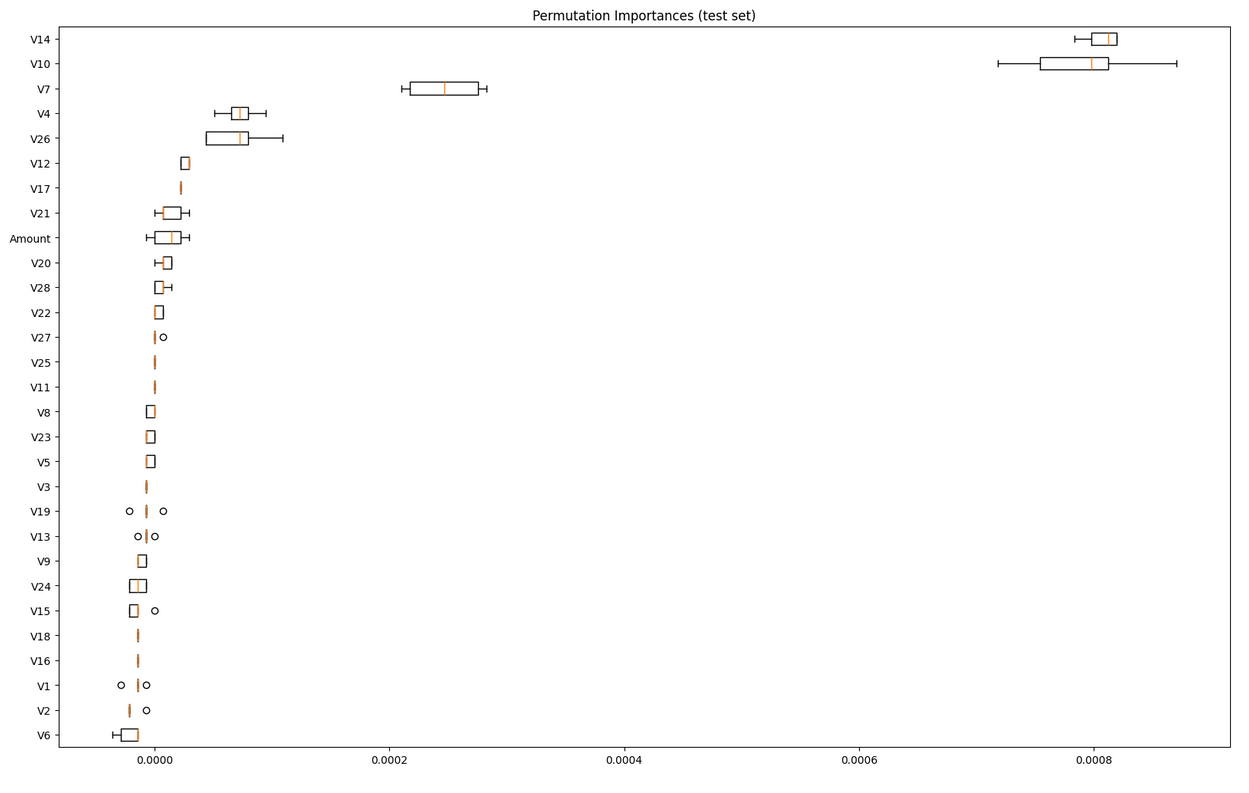 Permutation Importances (test set)
V14
V10
V7
V4
V26
V12
V17
V21
Amount
V20
V28
V22
V27
V25
V11
V8
V23
V5
V3
V19
V13
V9
V24
V15
V18
V16
V1
V2
V6
0.0000 0.0002 0.0004 0.0006 0.0008